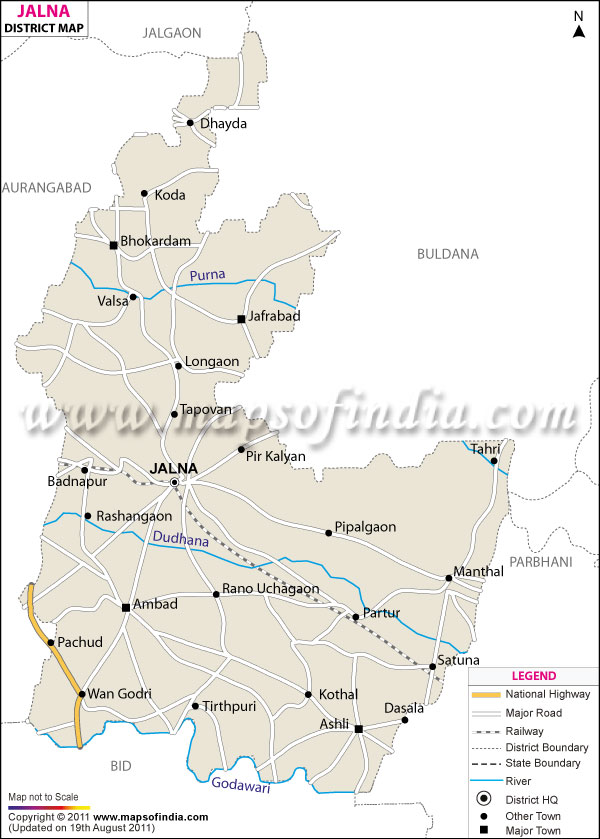 JALNA
DISTRICT MAP
N
JALGAON
Dhayda
AURANGABAD
Koda
Bhokardam
BULDANA
Purna
Valsa
Jafrabad
Longaon
Tapovan
www.mapsofindia.com
Pir Kalyan
Tahri
JALNA
Badnapur
Rashangaon
Pipalgaon
Dudhana
PARBHANI
Manthal
Rano Uchagaon
Ambad
Partur
Pachud
Satuna
Wan Godri
Kothal
Tirthpuri
Dasala
Ashli
BID
Godawari
LEGEND
National Highway
Major Road
Railway
District Boundary
State Boundary
River
District HQ
Other Town
Major Town
Map not to Scale
Copyright © 2011 www.mapsofindia.com
(Updated on 19th August 2011)